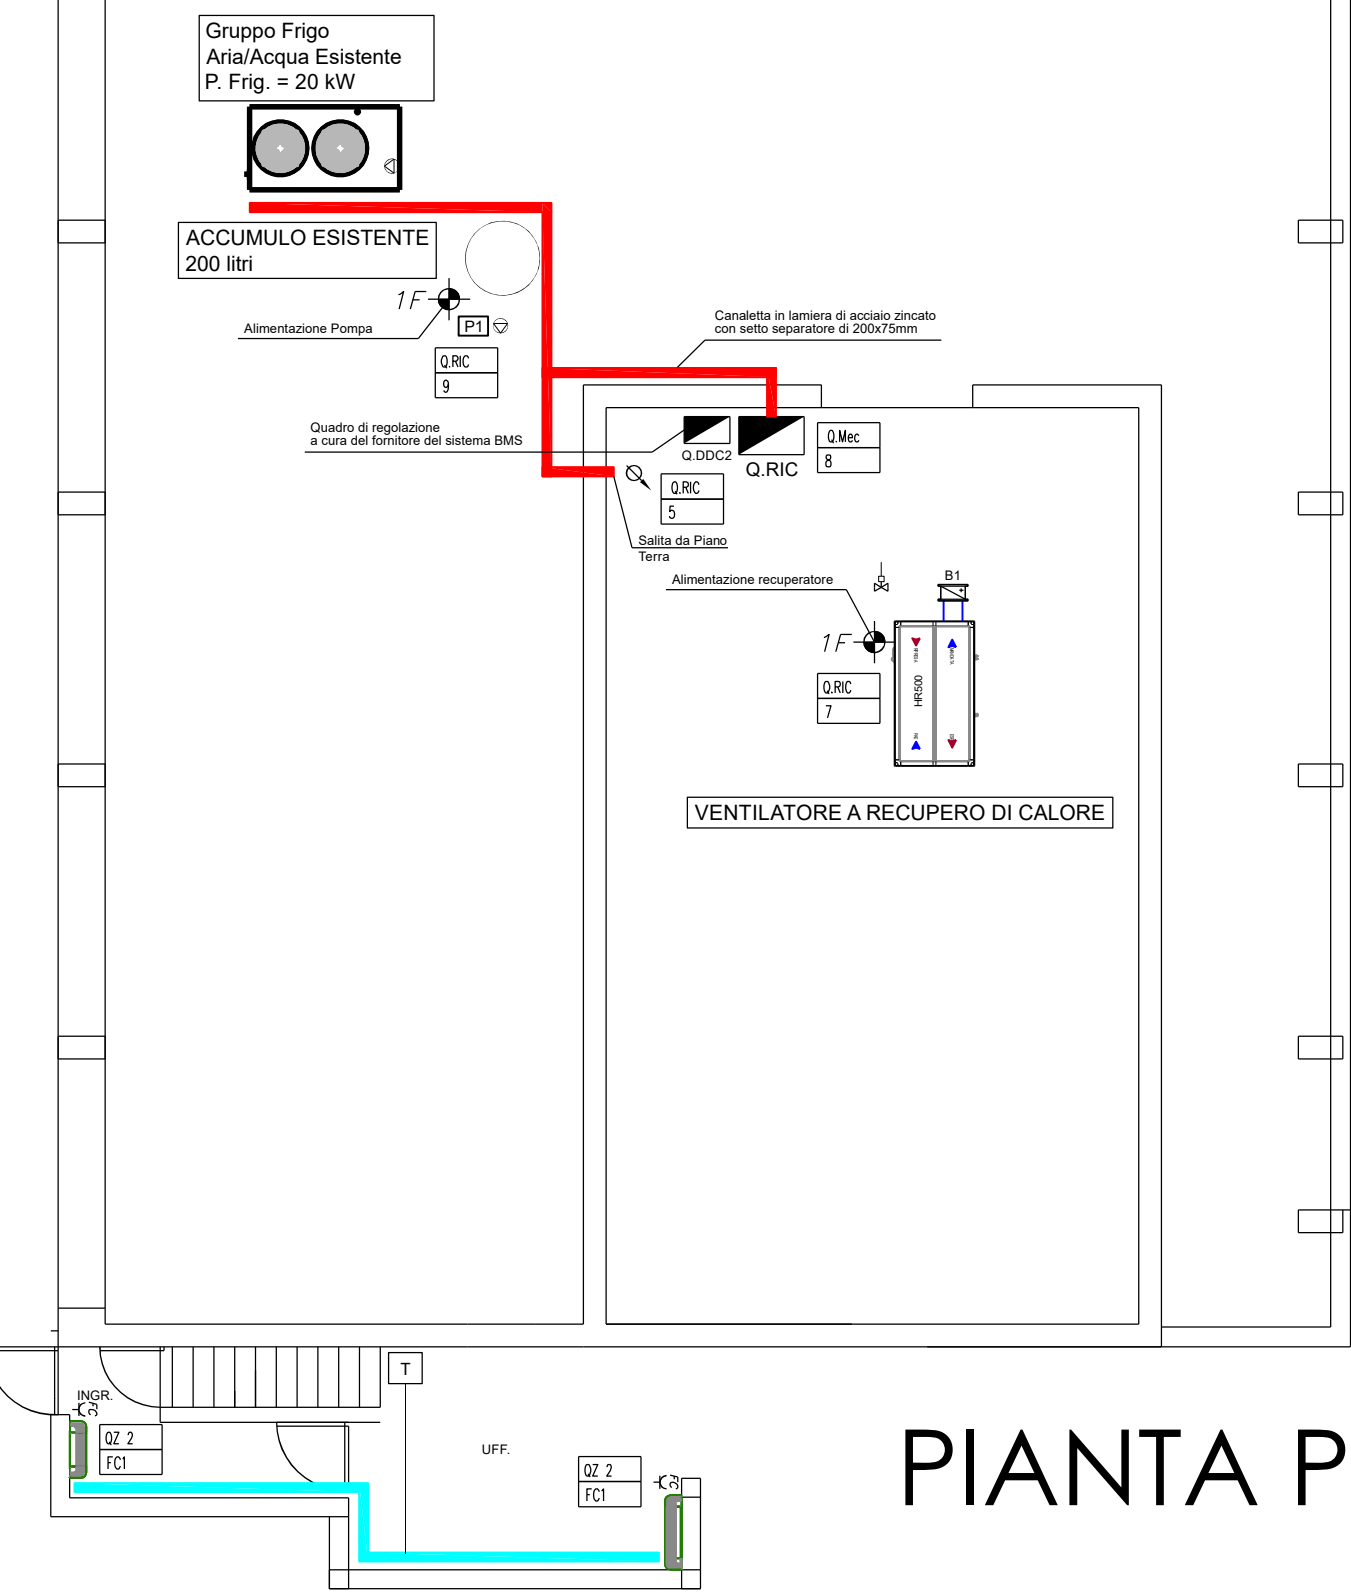 Gruppo Frigo
Aria/Acqua Esistente
P. Frig. = 20 kW
ACCUMULO ESISTENTE
200 litri
1F
Alimentazione Pompa
P1
Q.RIC
9
Canaletta in lamiera di acciaio zincato
con setto separatore di 200x75mm
Quadro di regolazione
a cura del fornitore del sistema BMS
Q.DDC2
Q.RIC
Q.Mec
8
Q.RIC
5
Salita da Piano
Terra
Alimentazione recuperatore
B1
1F
Q.RIC
7
HR500
VENTILATORE A RECUPERO DI CALORE
T
INGR.
FC
QZ 2
FC1
UFF.
QZ 2
FC1
FC
PIANTA P